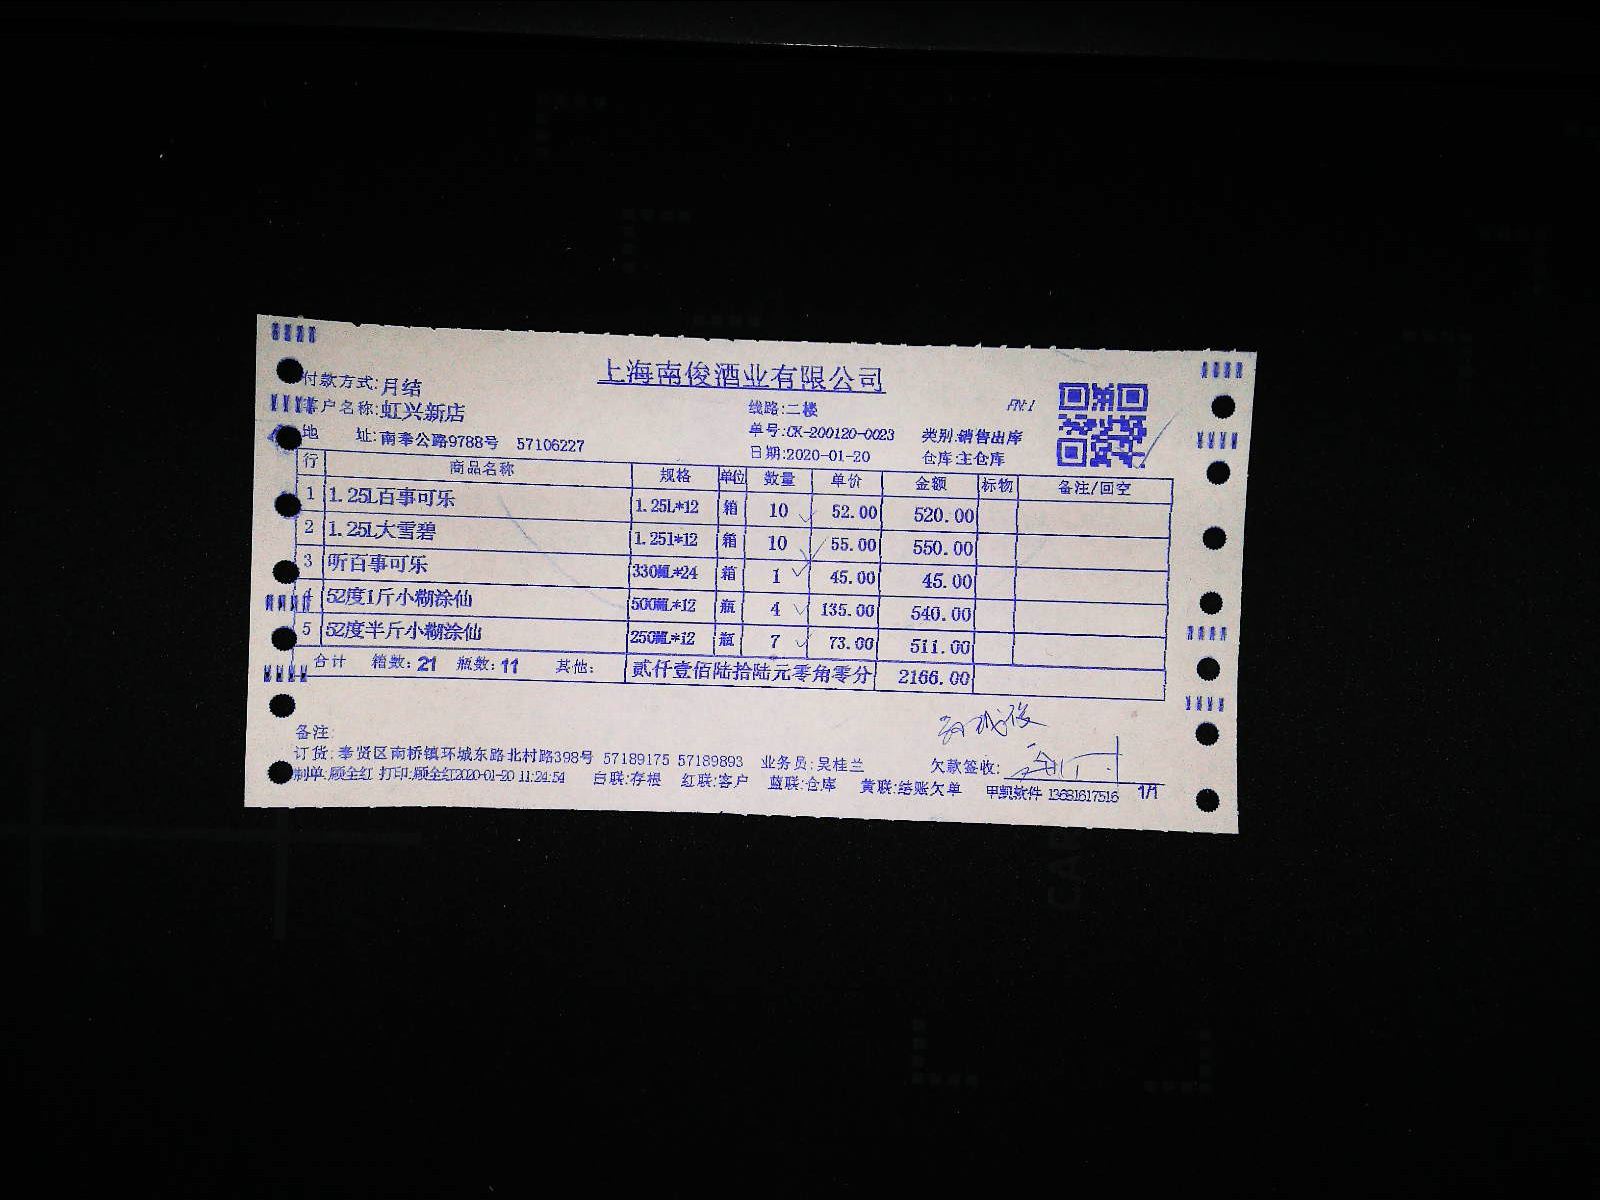 上海南俊酒业有限公司
付款方式:月结
客户名称:虹兴新店 线路:二楼 FN:1
地 址:南奉公路9788号 57106227 单号:CK-200120-0023 类别:销售出库
日期:2020-01-20 仓库:主仓库
行 商品名称 规格 单位 数量 单价 金额 标物 备注/回空
1 1.25L百事可乐 1.25L*12 箱 10 52.00 520.00
2 1.25L大雪碧 1.25l*12 箱 10 55.00 550.00
3 听百事可乐 330ML*24 箱 1 45.00 45.00
4 52度1斤小糊涂仙 500ML*12 瓶 4 135.00 540.00
5 52度半斤小糊涂仙 250ML*12 瓶 7 73.00 511.00
合计 箱数:21 瓶数:11 其他: 贰仟壹佰陆拾陆元零角零分 2166.00
备注:
订货:奉贤区南桥镇环城东路北村路398号 57189175 57189893 业务员:吴桂兰 欠款签收:
制单:顾全红 打印:顾全红2020-01-20 11:24:54 白联:存根 红联:客户 蓝联:仓库 黄联:结账欠单 甲凯软件 13681617516 1/1